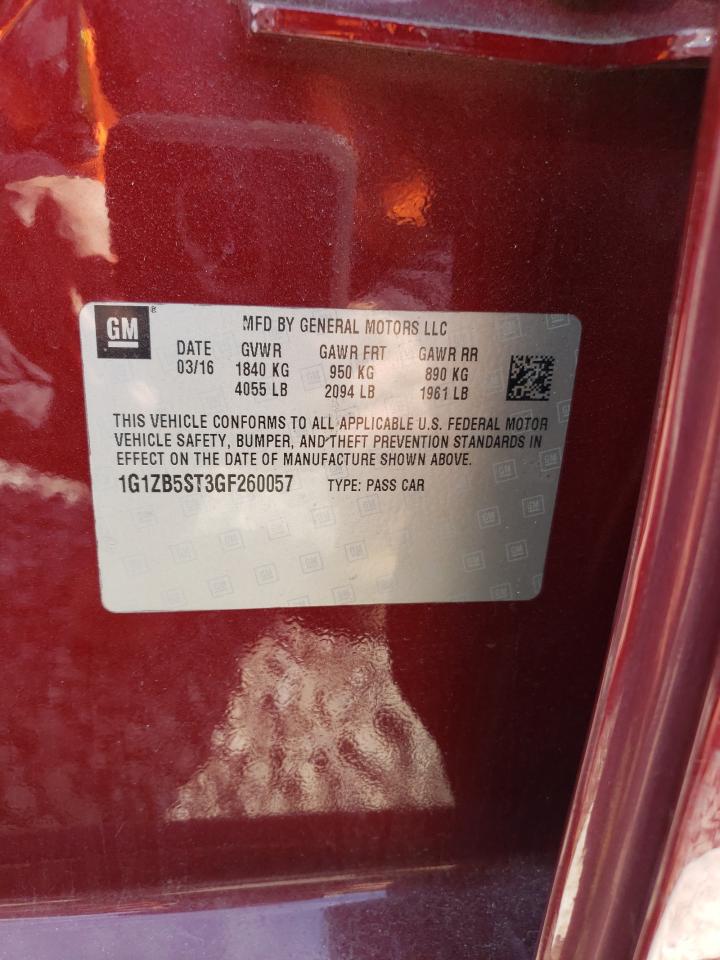 GM®
MFD BY GENERAL MOTORS LLC
DATE GVWR GAWR FRT GAWR RR
03/16 1840 KG 950 KG 890 KG
4055 LB 2094 LB 1961 LB
THIS VEHICLE CONFORMS TO ALL APPLICABLE U.S. FEDERAL MOTOR
VEHICLE SAFETY, BUMPER, AND THEFT PREVENTION STANDARDS IN
EFFECT ON THE DATE OF MANUFACTURE SHOWN ABOVE.
1G1ZB5ST3GF260057 TYPE: PASS CAR